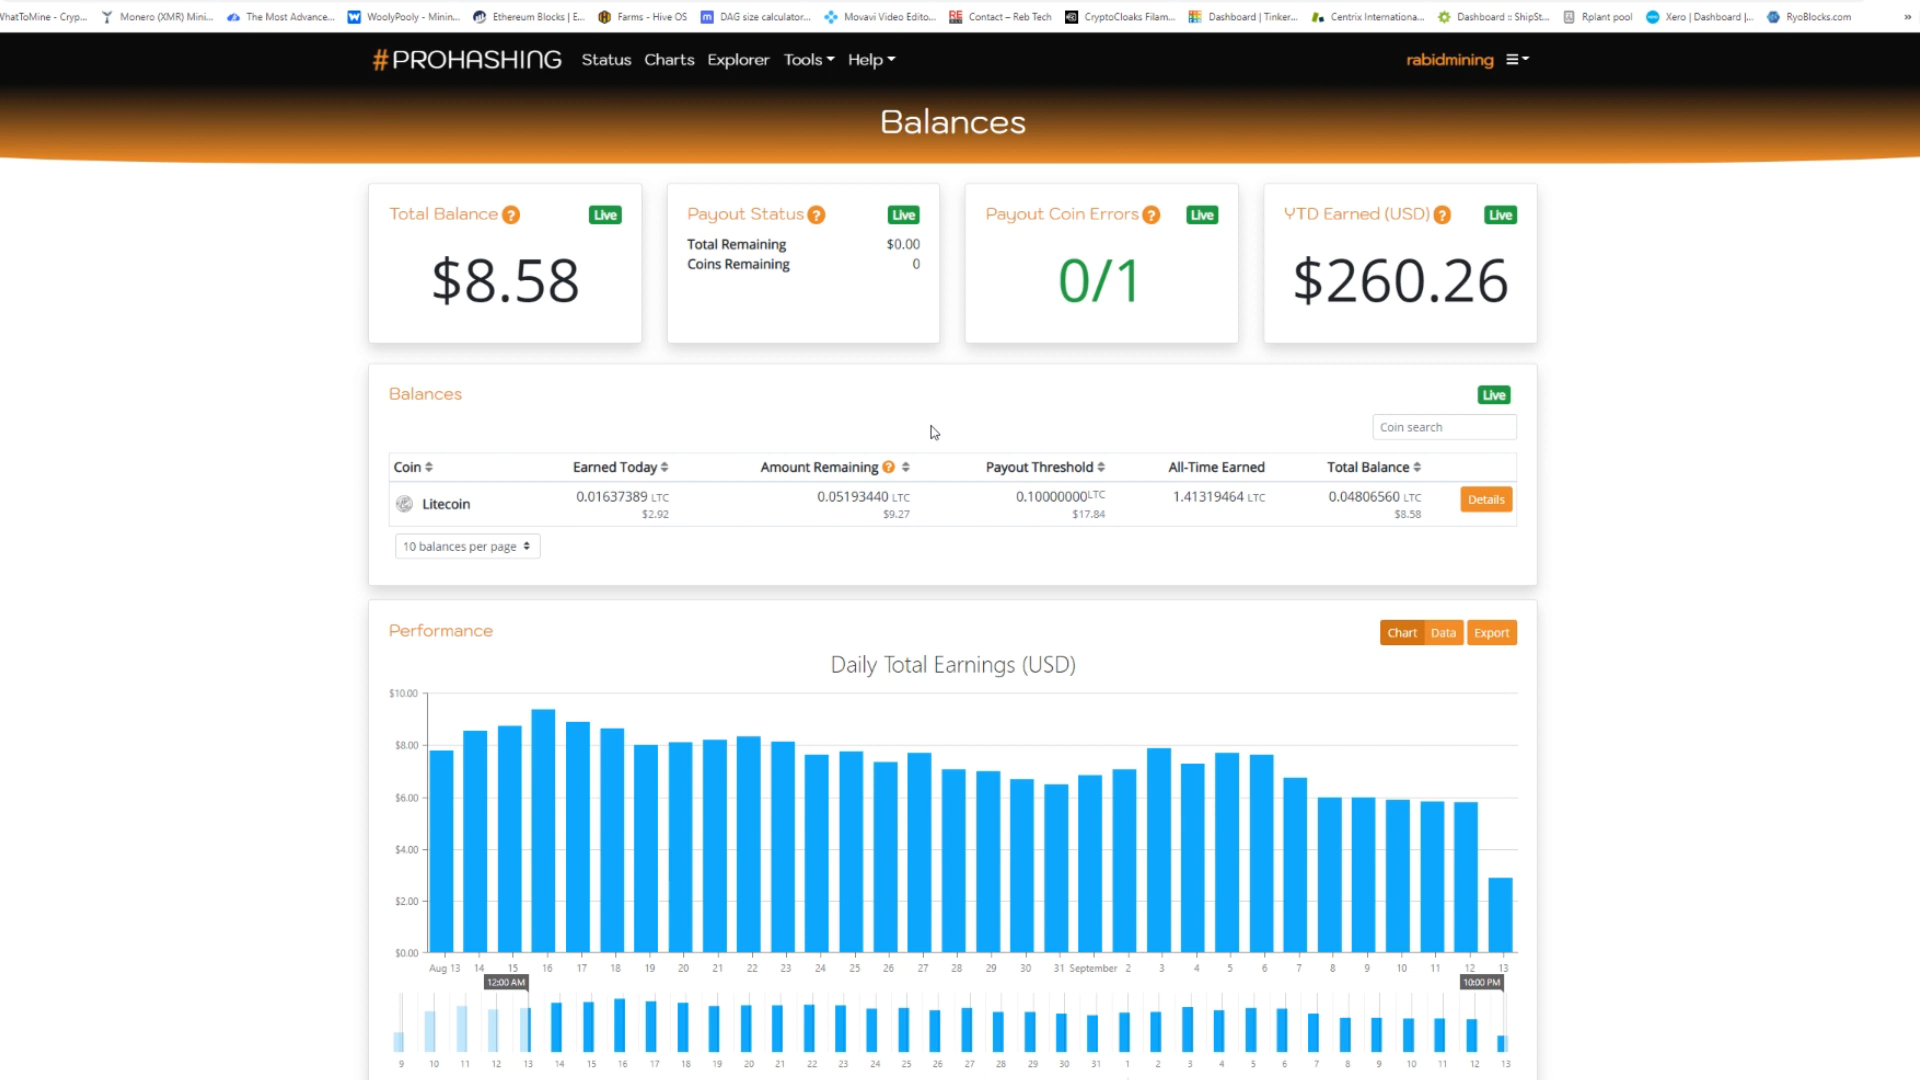 WhatToMine - Cryp... Monero (XMR) Mini... The Most Advance... WoolyPooly - Minin... Ethereum Blocks | E... Farms - Hive OS DAG size calculator... Movavi Video Edito... Contact – Reb Tech CryptoCloaks Filam... Dashboard | Tinker... Centrix Internationa... Dashboard :: ShipSt... Rplant pool Xero | Dashboard |... RyoBlocks.com »
#PROHASHING Status Charts Explorer Tools Help rabidmining
Balances
Total Balance ? Live
$8.58
Payout Status ? Live
Total Remaining $0.00
Coins Remaining 0
Payout Coin Errors ? Live
0/1
YTD Earned (USD) ? Live
$260.26
Balances Live
Coin search
Coin Earned Today Amount Remaining ? Payout Threshold All-Time Earned Total Balance
Litecoin 0.01637389 LTC 0.05193440 LTC 0.10000000LTC 1.41319464 LTC 0.04806560 LTC Details
$2.92 $9.27 $17.84 $8.58
10 balances per page
Performance Chart Data Export
Daily Total Earnings (USD)
$10.00
$8.00
$6.00
$4.00
$2.00
$0.00
Aug 13 14 15 16 17 18 19 20 21 22 23 24 25 26 27 28 29 30 31 September 2 3 4 5 6 7 8 9 10 11 12 13
12:00 AM 10:00 PM
9 10 11 12 13 14 15 16 17 18 19 20 21 22 23 24 25 26 27 28 29 30 31 1 2 3 4 5 6 7 8 9 10 11 12 13